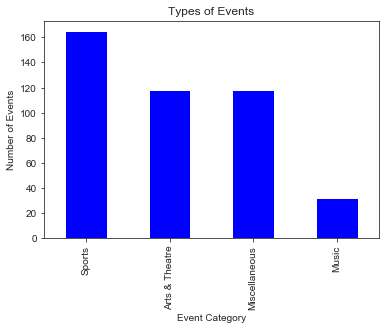 Types of Events
Number of Events
160
140
120
100
80
60
40
20
0
Sports
Arts & Theatre
Miscellaneous
Music
Event Category